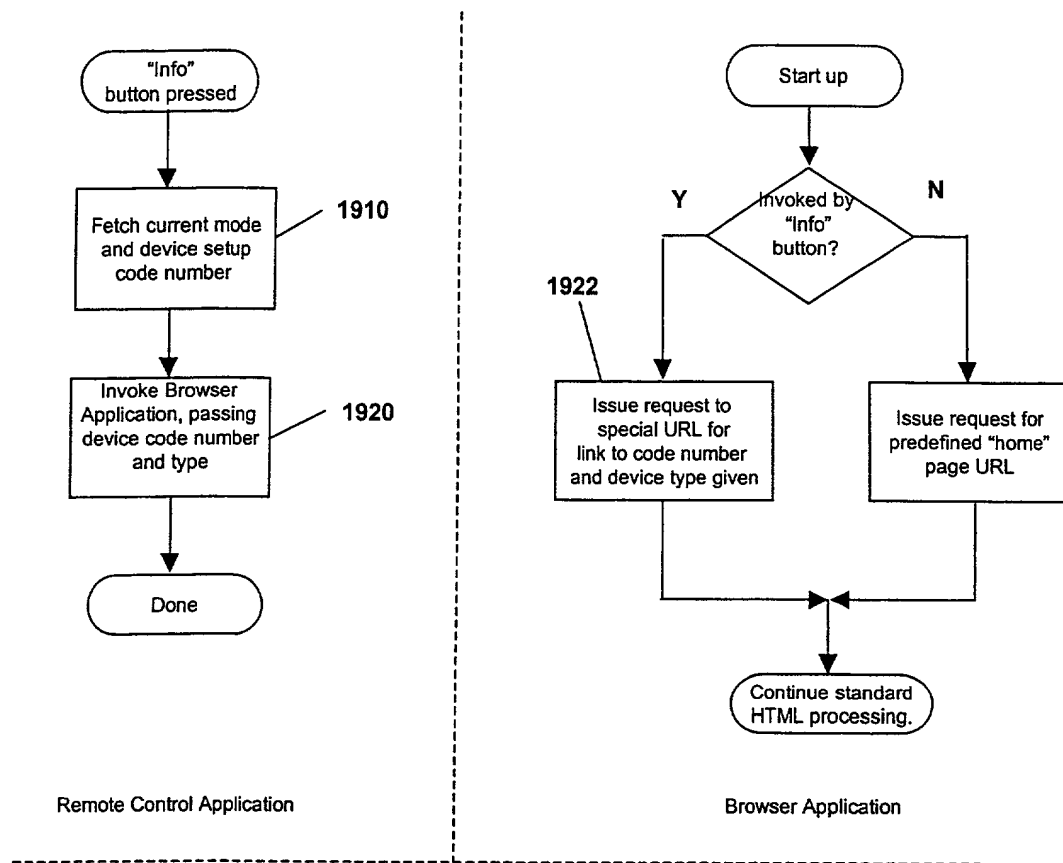 “Info”
button pressed
Fetch current mode
and device setup
code number
1910
Invoke Browser
Application, passing
device code number
and type
1920
Done
Remote Control Application
Start up
Invoked by
“Info”
button?
Y
N
1922
Issue request to
special URL for
link to code number
and device type given
Issue request for
predefined “home”
page URL
Continue standard
HTML processing.
Browser Application